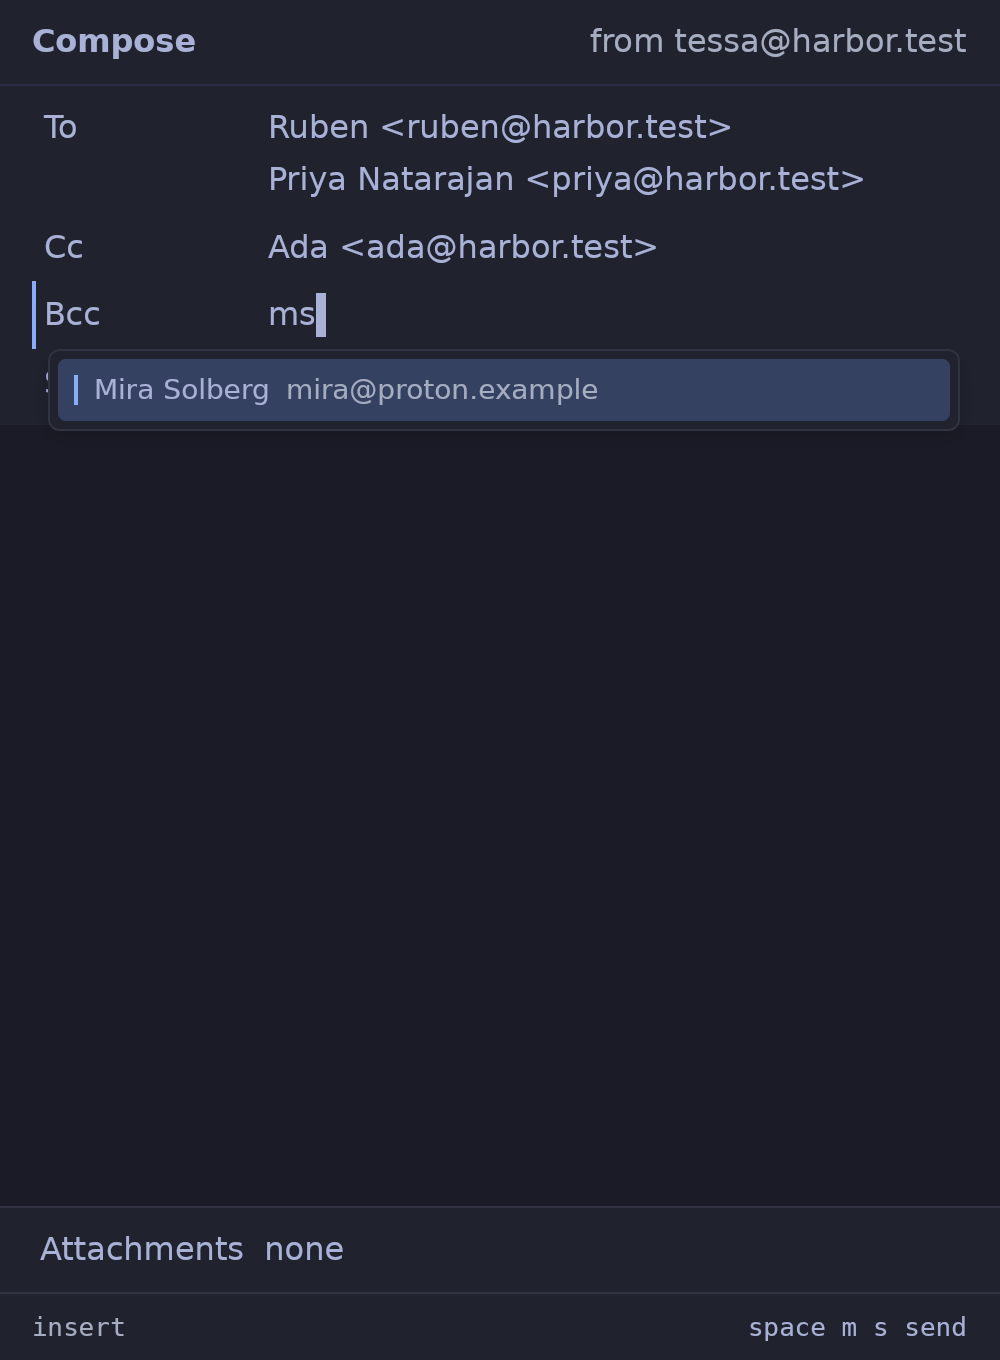 Compose from tessa@harbor.test
To Ruben <ruben@harbor.test>
Priya Natarajan <priya@harbor.test>
Cc Ada <ada@harbor.test>
Bcc ms
Mira Solberg mira@proton.example
Attachments none
insert space m s send